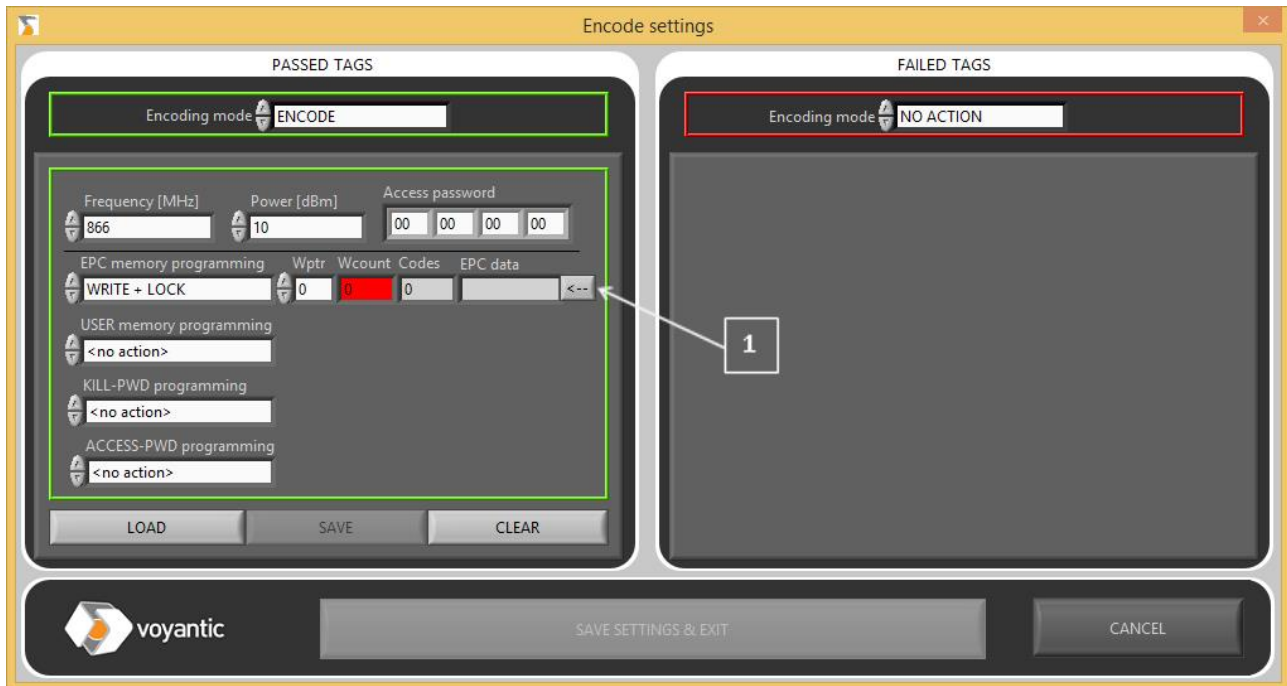 Encode settings
PASSED TAGS
Encoding mode ENCODE
Frequency [MHz] Power [dBm] Access password
866 10 00 00 00 00
EPC memory programming Wptr Wcount Codes EPC data
WRITE + LOCK 0 0 0 <--
USER memory programming
<no action>
KILL-PWD programming
<no action>
ACCESS-PWD programming
<no action>
LOAD SAVE CLEAR
FAILED TAGS
Encoding mode NO ACTION
1
voyantic
SAVE SETTINGS & EXIT
CANCEL